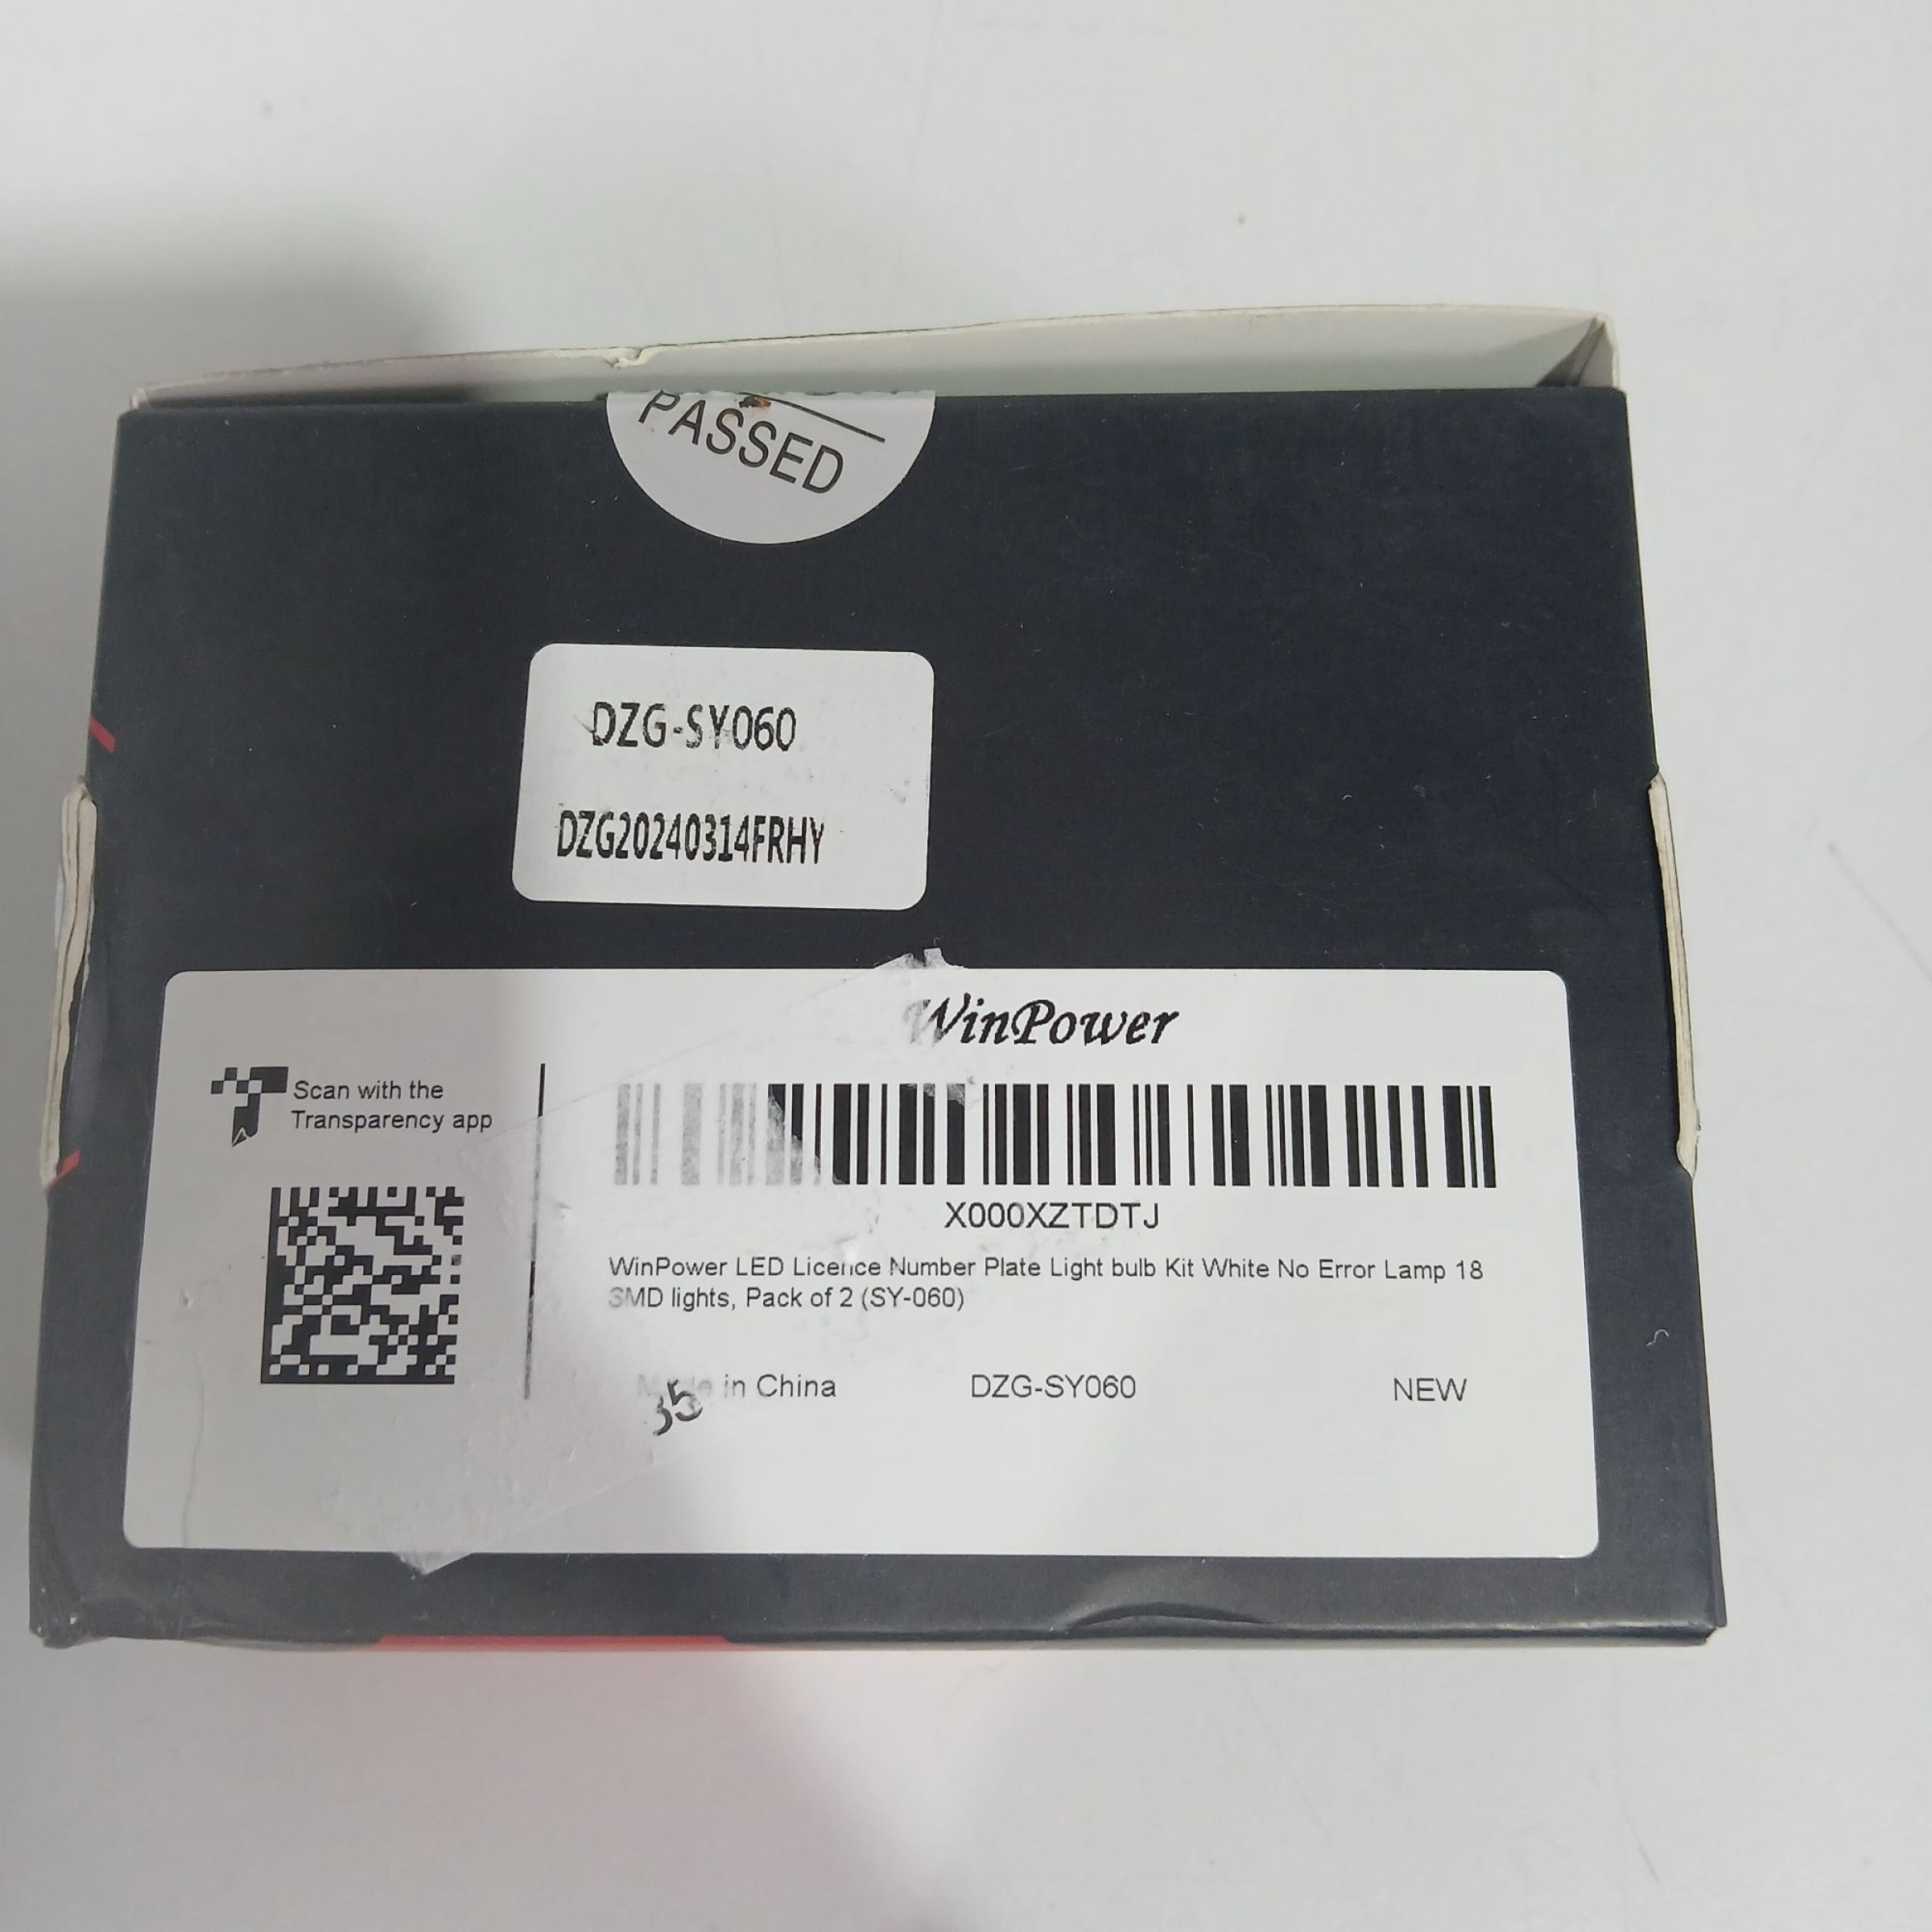 PASSED
DZG-SY060
DZG20240314FRHY
WinPower
Scan with the
Transparency app
X000XZTDTJ
WinPower LED Licence Number Plate Light bulb Kit White No Error Lamp 18
SMD lights, Pack of 2 (SY-060)
Made in China
35
DZG-SY060
NEW